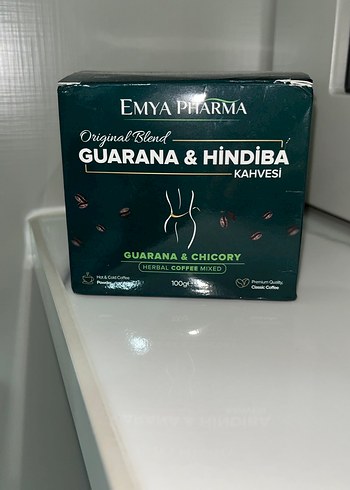 EMYA PHARMA
Original Blend
GUARANA & HİNDİBA
KAHVESİ
GUARANA & CHICORY
HERBAL COFFEE MIXED
Hot & Cold Coffee
100g
Premium Quality
Classic Coffee